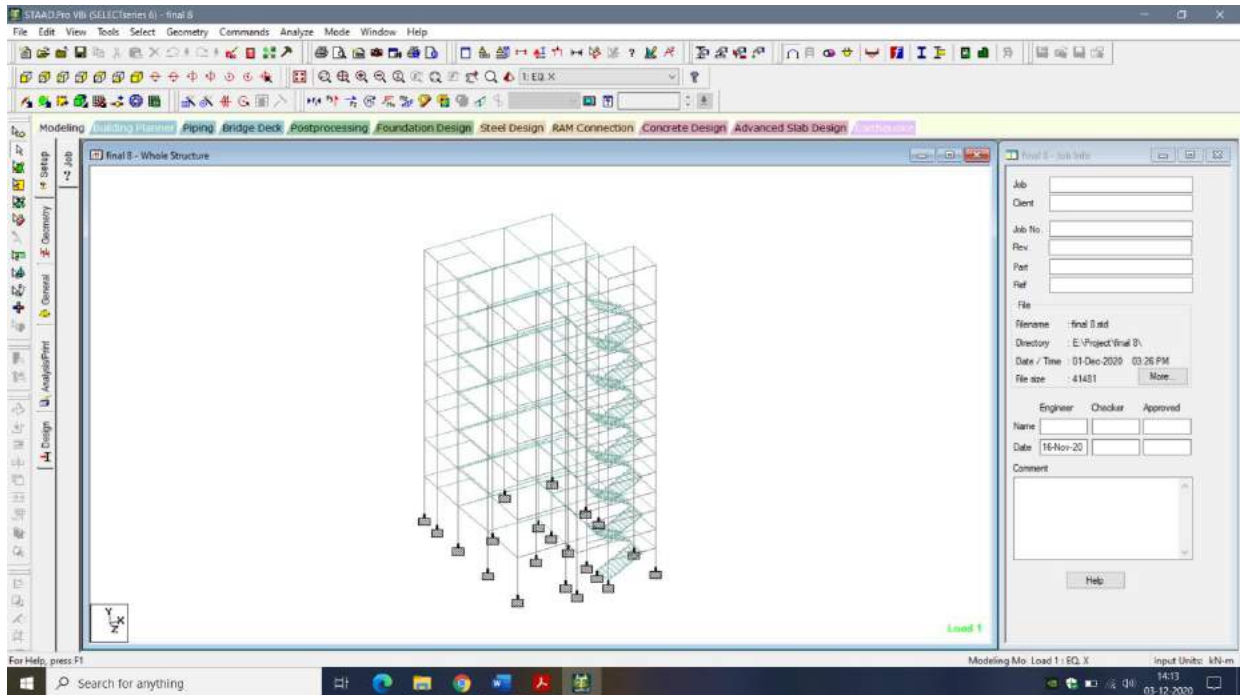 STAAD.Pro V8i (SELECTseries 6) - final 8
File Edit View Tools Select Geometry Commands Analyze Mode Window Help
1: EQ X
Modeling Building Planner Piping Bridge Deck Postprocessing Foundation Design Steel Design RAM Connection Concrete Design Advanced Slab Design Earthquake
Setup
Geometry
General
Analysis/Print
Design
Job
final 8 - Whole Structure
Y
X
Z
Load 1
final 8 - Job Info
Job
Client
Job No.
Rev.
Part
Ref
File
Filename : final 8.std
Directory : E:\Project\final 8\
Date / Time : 01-Dec-2020 03:26 PM
File size : 41481 More...
Engineer Checker Approved
Name
Date 16-Nov-20
Comment
Help
For Help, press F1
Modeling Mo Load 1 : EQ. X Input Units: kN-m
Search for anything
14:13
03-12-2020